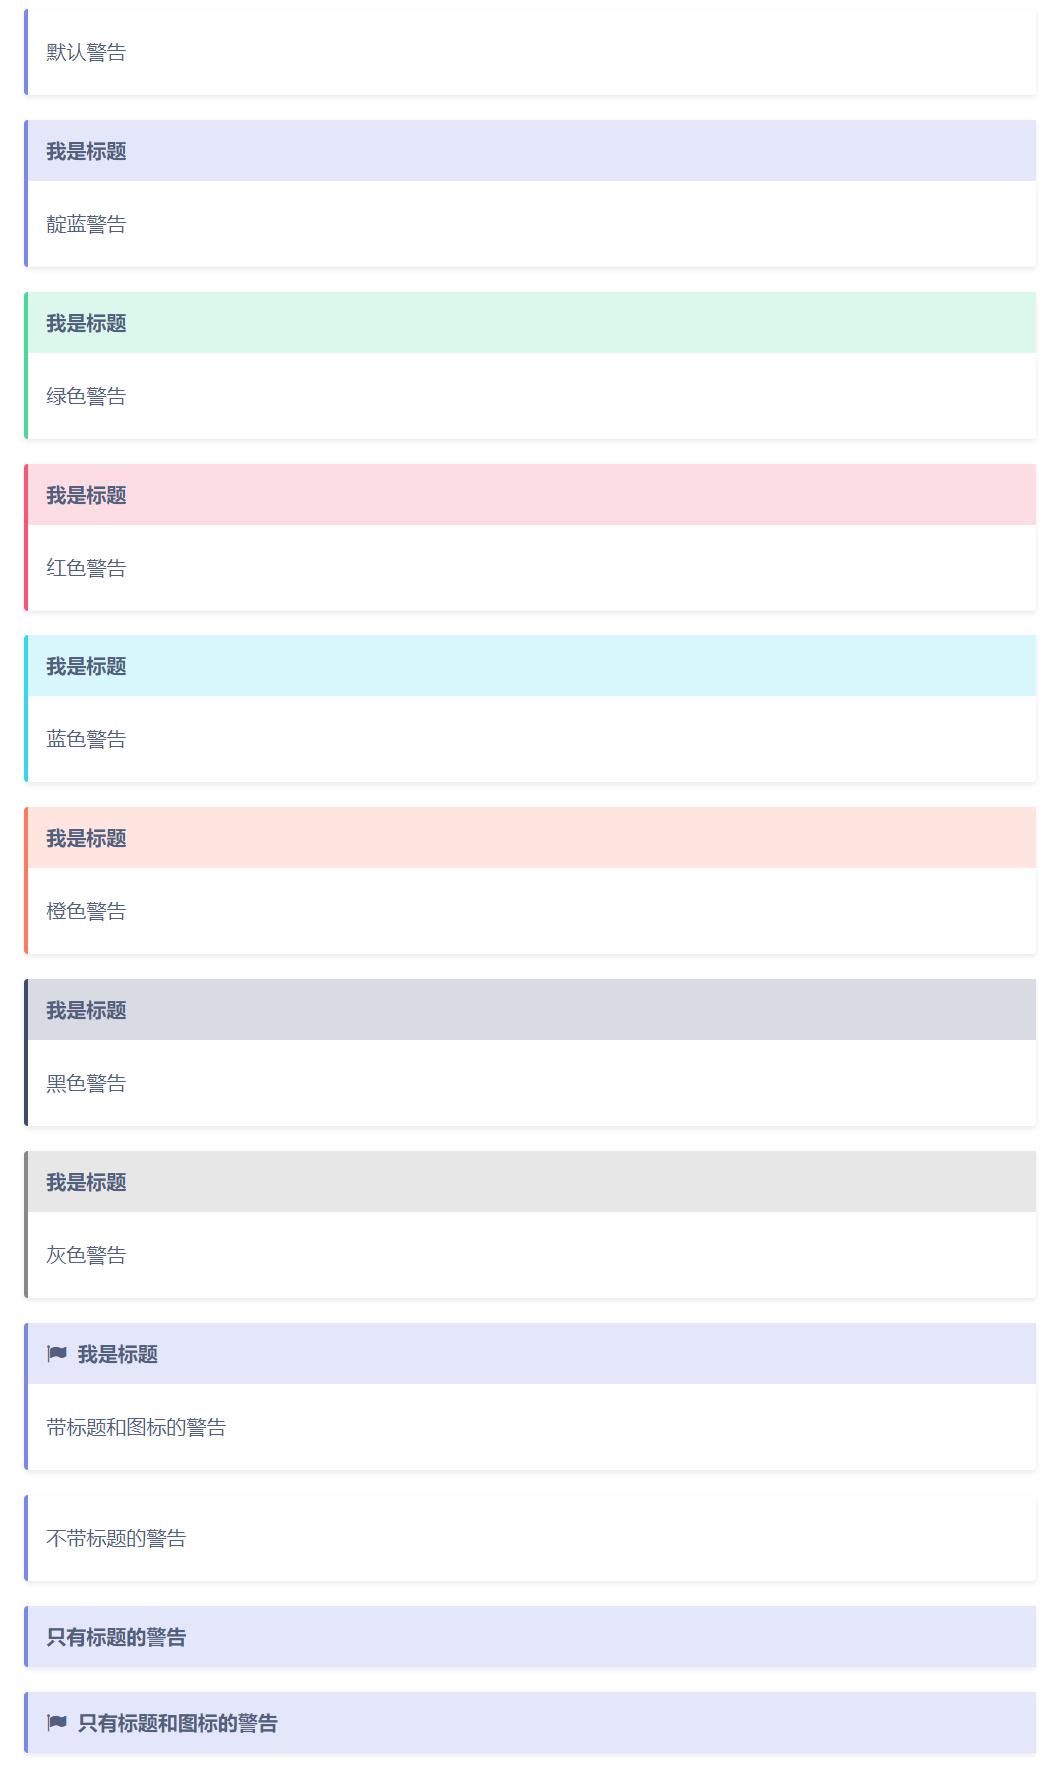 默认警告
我是标题
靛蓝警告
我是标题
绿色警告
我是标题
红色警告
我是标题
蓝色警告
我是标题
橙色警告
我是标题
黑色警告
我是标题
灰色警告
我是标题
带标题和图标的警告
不带标题的警告
只有标题的警告
只有标题和图标的警告